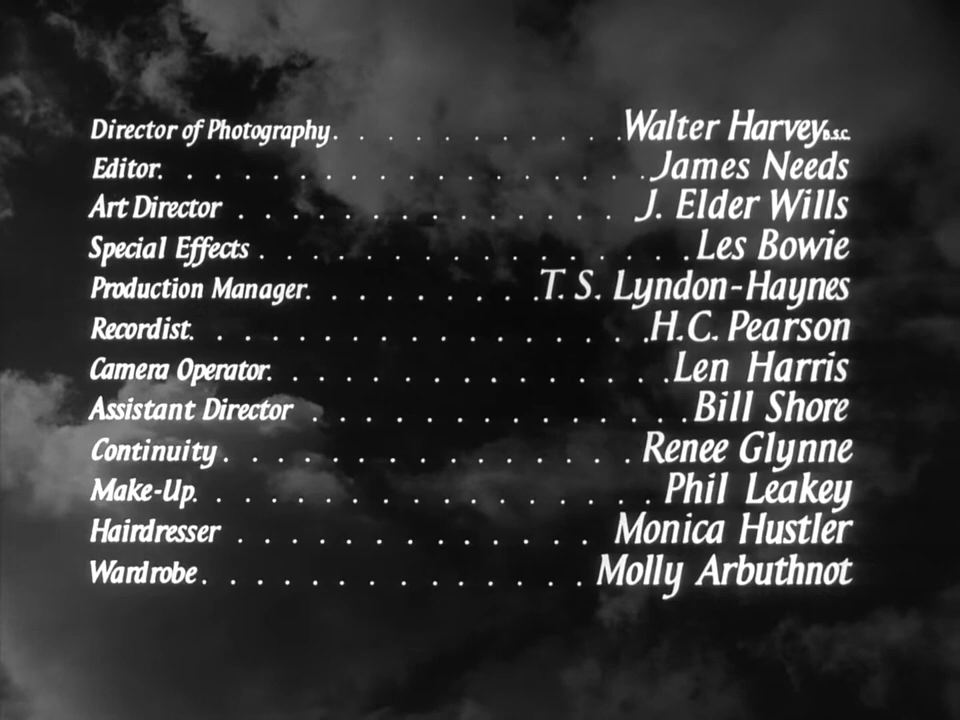 Director of Photography. . . . . . . . . . . Walter Harvey B.S.C.
Editor. . . . . . . . . . . . . . . . . . James Needs
Art Director . . . . . . . . . . . . . . J. Elder Wills
Special Effects . . . . . . . . . . . . . . . . Les Bowie
Production Manager. . . . . . . . . .T. S. Lyndon-Haynes
Recordist. . . . . . . . . . . . . . . . .H.C. Pearson
Camera Operator. . . . . . . . . . . . . . . .Len Harris
Assistant Director . . . . . . . . . . . . . . Bill Shore
Continuity . . . . . . . . . . . . . . . Renee Glynne
Make-Up. . . . . . . . . . . . . . . . . Phil Leakey
Hairdresser . . . . . . . . . . . . . Monica Hustler
Wardrobe . . . . . . . . . . . . . . Molly Arbuthnot